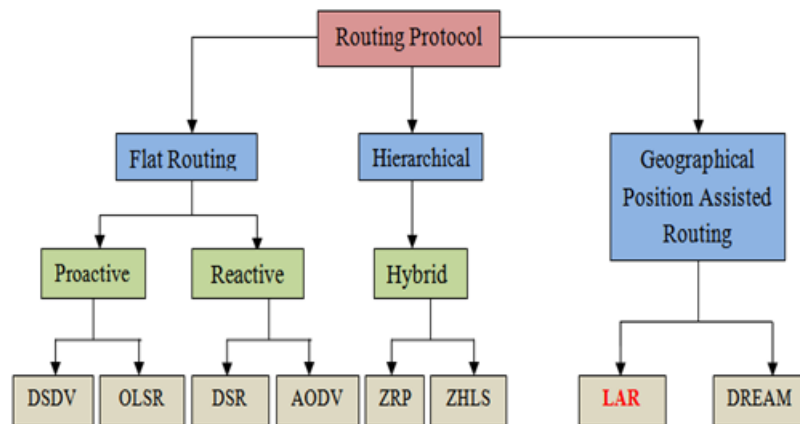 Routing Protocol
Flat Routing
Hierarchical
Geographical
Position Assisted
Routing
Proactive
Reactive
Hybrid
DSDV
OLSR
DSR
AODV
ZRP
ZHLS
LAR
DREAM